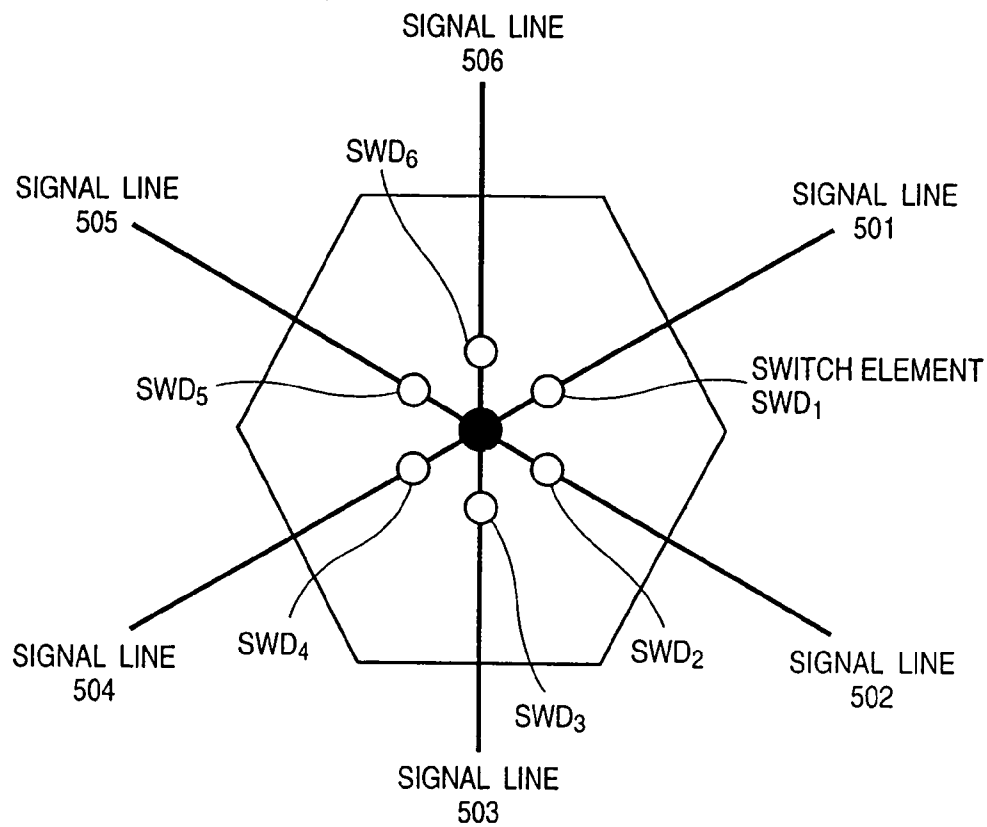 SIGNAL LINE
506
SWD6
SIGNAL LINE
505
SIGNAL LINE
501
SWD5
SWITCH ELEMENT
SWD1
SWD4
SWD2
SIGNAL LINE
504
SIGNAL LINE
502
SWD3
SIGNAL LINE
503